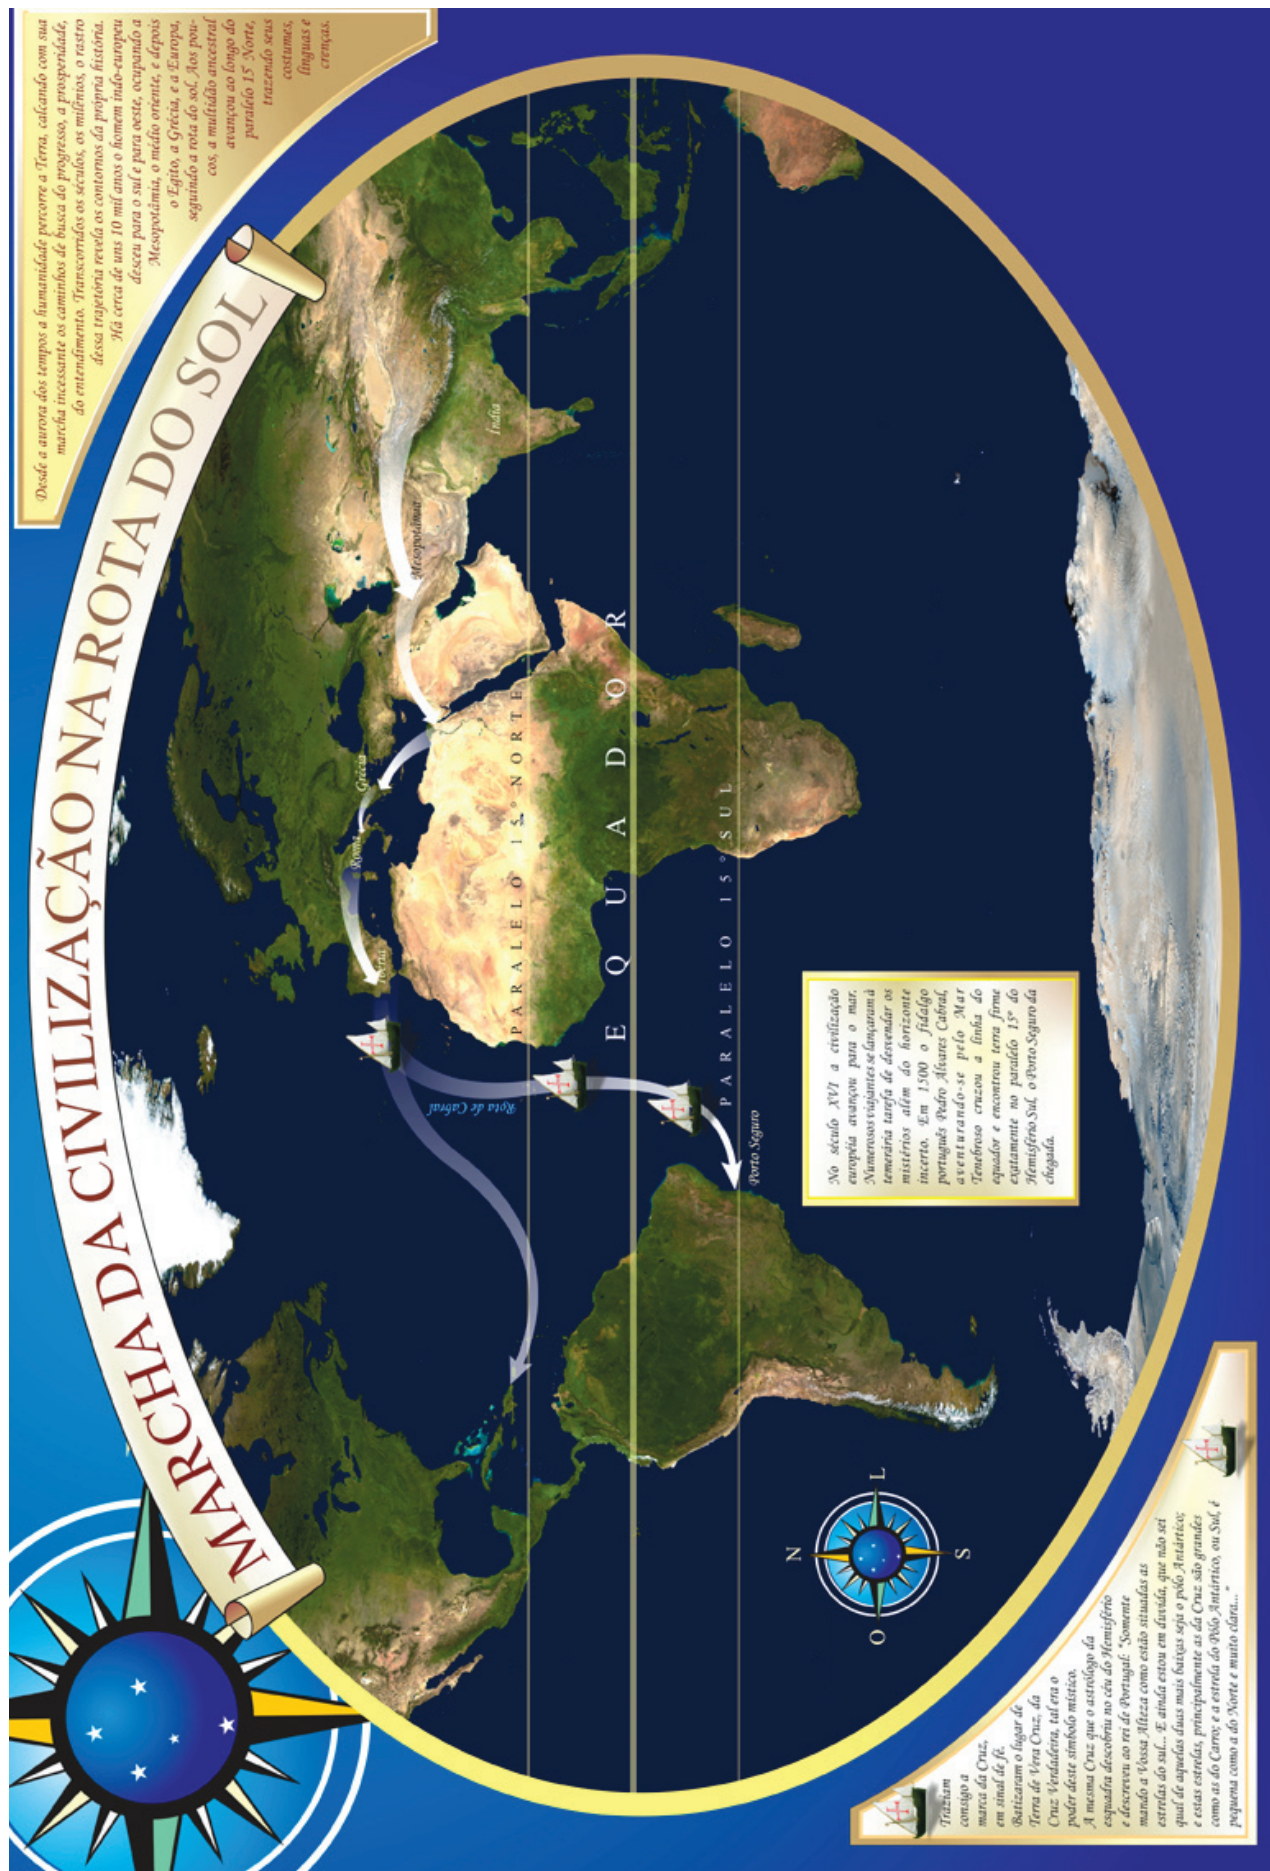 MARCHA DA CIVILIZAÇÃO NA ROTA DO SOL
Desde a aurora dos tempos a humanidade percorre a Terra, calcando com sua
marcha incessante os caminhos de busca do progresso, a prosperidade,
do entendimento. Transcorridos os séculos, os milênios, o rastro
dessa trajetória revela os contornos da própria história.
Há cerca de uns 10 mil anos o homem indo-europeu
desceu para o sul e para oeste, ocupando a
Mesopotâmia, o médio oriente, e depois
o Egito, a Grécia, e a Europa,
seguindo a rota do sol. Aos pou-
cos, a multidão ancestral
avançou ao longo do
paralelo 15 Norte,
trazendo seus
costumes,
línguas e
crenças.
Índia
Mesopotâmia
Grécia
Roma
Ibéria
PARALELO 15° NORTE
Rota de Cabral
EQUADOR
PARALELO 15° SUL
Porto Seguro
No século XVI a civilização
européia avançou para o mar.
Numerosos viajantes se lançaram à
temerária tarefa de desvendar os
mistérios além do horizonte
incerto. Em 1500 o fidalgo
português Pedro Álvares Cabral,
aventurando-se pelo Mar
Tenebroso cruzou a linha do
equador e encontrou terra firme
exatamente no paralelo 15º do
Hemisfério Sul, o Porto Seguro da
chegada.
N
O
L
S
Traziam
consigo a
marca da Cruz,
em sinal de fé.
Batizaram o lugar de
Terra de Vera Cruz, da
Cruz Verdadeira, tal era o
poder deste símbolo místico.
A mesma Cruz que o astrólogo da
esquadra descobriu no céu do Hemisfério
e descreveu ao rei de Portugal: "Somente
mando a Vossa Alteza como estão situadas as
estrelas do sul... E ainda estou em duvida, que não sei
qual de aquelas duas mais baixas seja o pólo Antártico;
e estas estrelas, principalmente as da Cruz são grandes
como as do Carro; e a estrela do Pólo Antártico, ou Sul, é
pequena como a do Norte e muito clara..."